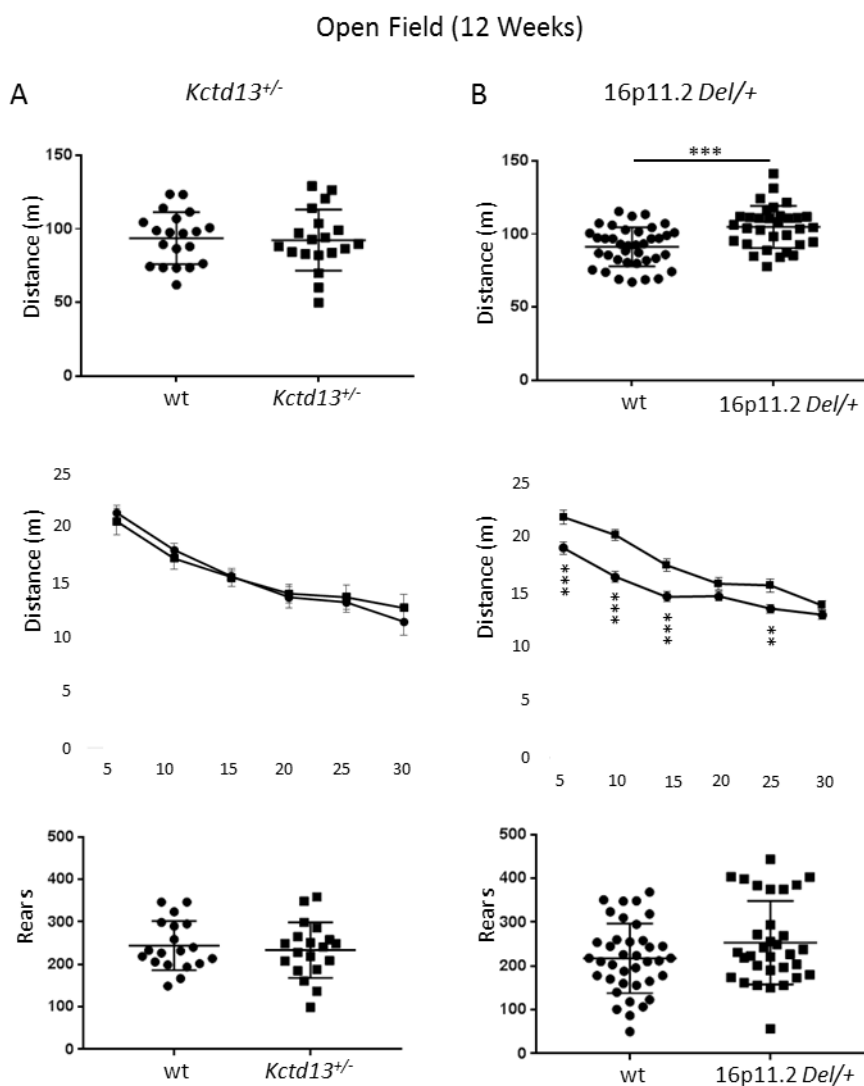 Open Field (12 Weeks)
A
Kctd13+/-
B
16p11.2 Del/+
Distance (m)
150
100
50
0
wt
Kctd13+/-
Distance (m)
150
100
50
0
***
wt
16p11.2 Del/+
Distance (m)
25
20
15
10
5
0
5 10 15 20 25 30
Distance (m)
25
20
15
10
5
0
***
***
***
**
5 10 15 20 25 30
Rears
500
400
300
200
100
0
wt
Kctd13+/-
500
400
300
200
100
0
Rears
wt
16p11.2 Del/+